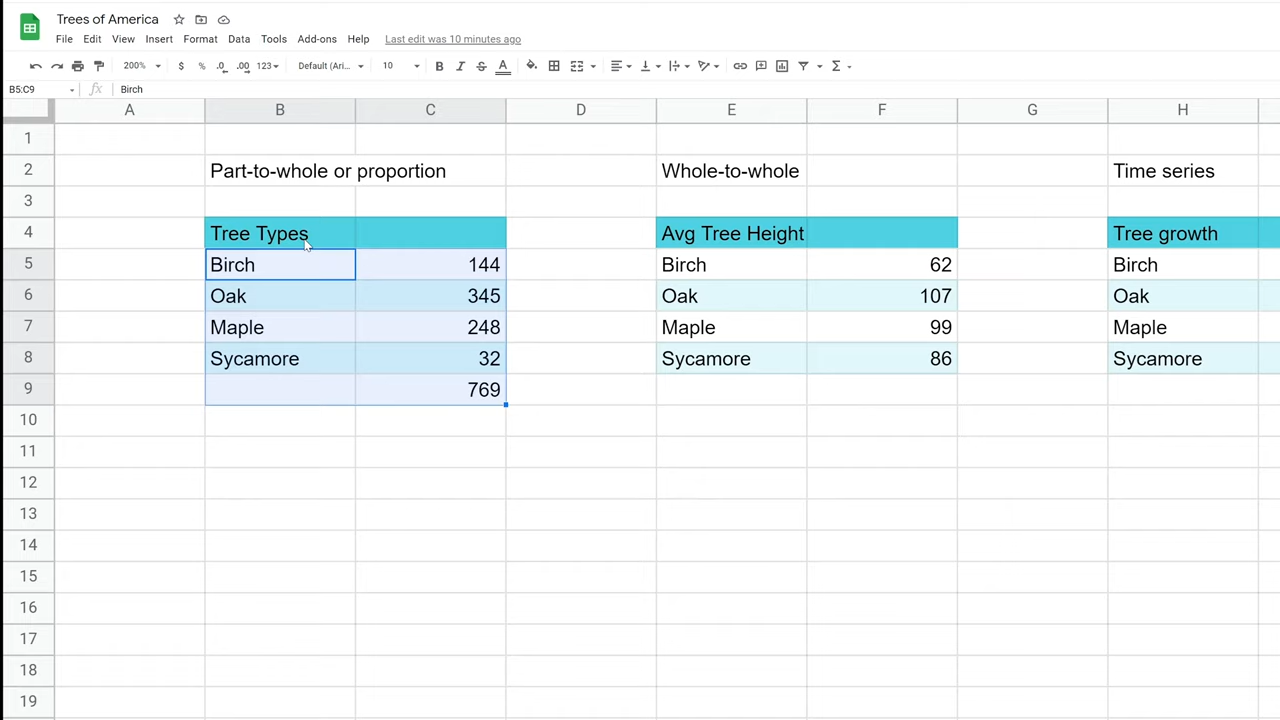 Trees of America
File Edit View Insert Format Data Tools Add-ons Help Last edit was 10 minutes ago
200% $ % .0 .00 123 Default (Ari... 10 B I S A Σ
B5:C9 fx Birch
A B C D E F G H
1
2 Part-to-whole or proportion Whole-to-whole Time series
3
4 Tree Types Avg Tree Height Tree growth
5 Birch 144 Birch 62 Birch
6 Oak 345 Oak 107 Oak
7 Maple 248 Maple 99 Maple
8 Sycamore 32 Sycamore 86 Sycamore
9 769
10
11
12
13
14
15
16
17
18
19